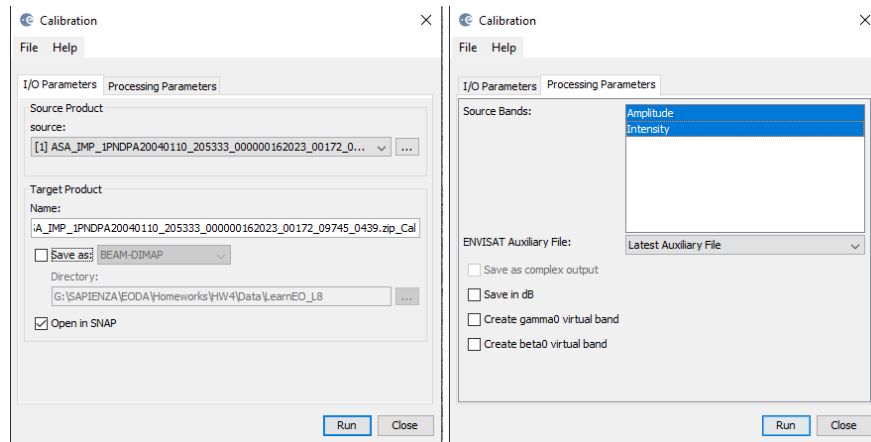 Calibration
File Help
I/O Parameters Processing Parameters
Source Product
source:
[1] ASA_IMP_1PNDPA20040110_205333_000000162023_00172_0... ...
Target Product
Name:
A_IMP_1PNDPA20040110_205333_000000162023_00172_09745_0439.zip_Cal
Save as: BEAM-DIMAP
Directory:
G:\SAPIENZA\EODA\Homeworks\HW4\Data\LearnEO_L8 ...
Open in SNAP
Run Close
Calibration
File Help
I/O Parameters Processing Parameters
Source Bands:
Amplitude
Intensity
ENVISAT Auxiliary File: Latest Auxiliary File
Save as complex output
Save in dB
Create gamma0 virtual band
Create beta0 virtual band
Run Close